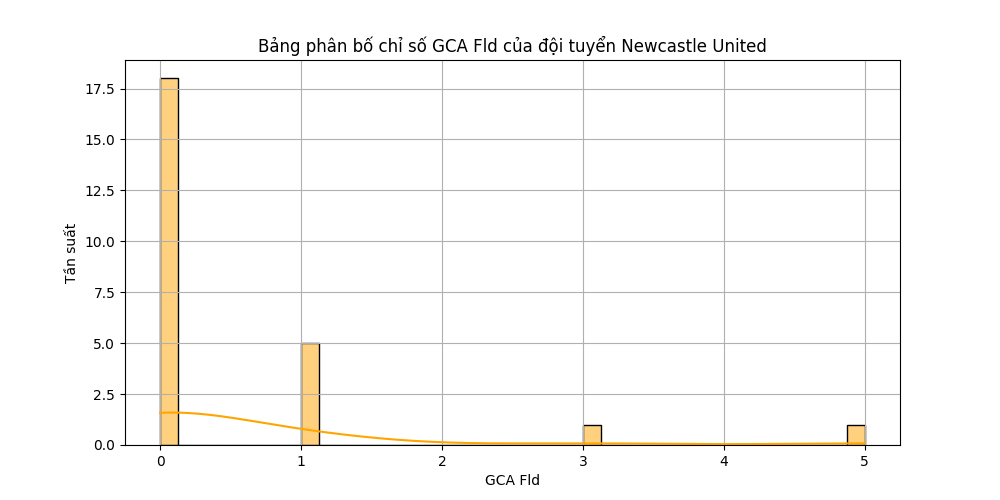 Bảng phân bố chỉ số GCA Fld của đội tuyển Newcastle United
17.5
15.0
12.5
10.0
7.5
5.0
2.5
0.0
Tần suất
0 1 2 3 4 5
GCA Fld